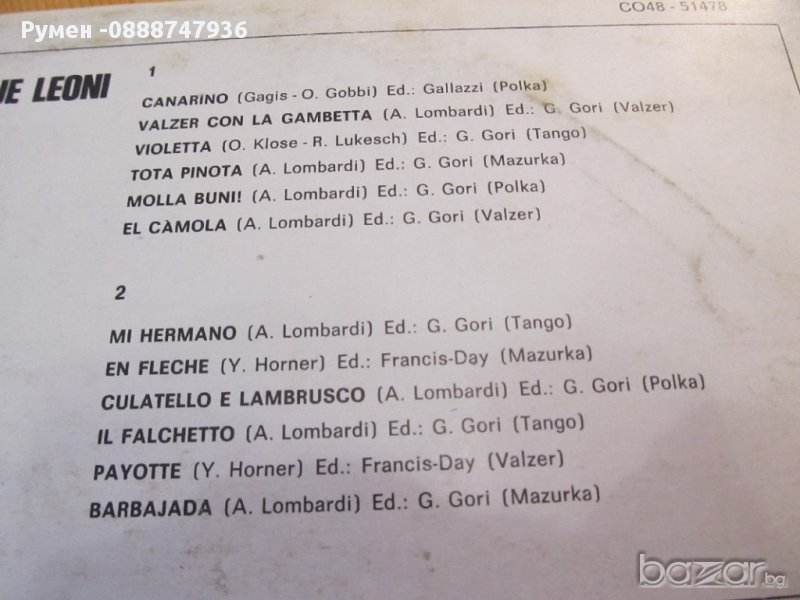 Румен -0888747936
CO48 - 51478
UE LEONI
1
CANARINO (Gagis - O. Gobbi) Ed.: Gallazzi (Polka)
VALZER CON LA GAMBETTA (A. Lombardi) Ed.: G. Gori (Valzer)
VIOLETTA (O. Klose - R. Lukesch) Ed.: G. Gori (Tango)
TOTA PINOTA (A. Lombardi) Ed.: G. Gori (Mazurka)
MOLLA BUNI! (A. Lombardi) Ed.: G. Gori (Polka)
EL CÀMOLA (A. Lombardi) Ed.: G. Gori (Valzer)
2
MI HERMANO (A. Lombardi) Ed.: G. Gori (Tango)
EN FLECHE (Y. Horner) Ed.: Francis-Day (Mazurka)
CULATELLO E LAMBRUSCO (A. Lombardi) Ed.: G. Gori (Polka)
IL FALCHETTO (A. Lombardi) Ed.: G. Gori (Tango)
PAYOTTE (Y. Horner) Ed.: Francis-Day (Valzer)
BARBAJADA (A. Lombardi) Ed.: G. Gori (Mazurka)
bazar.bg